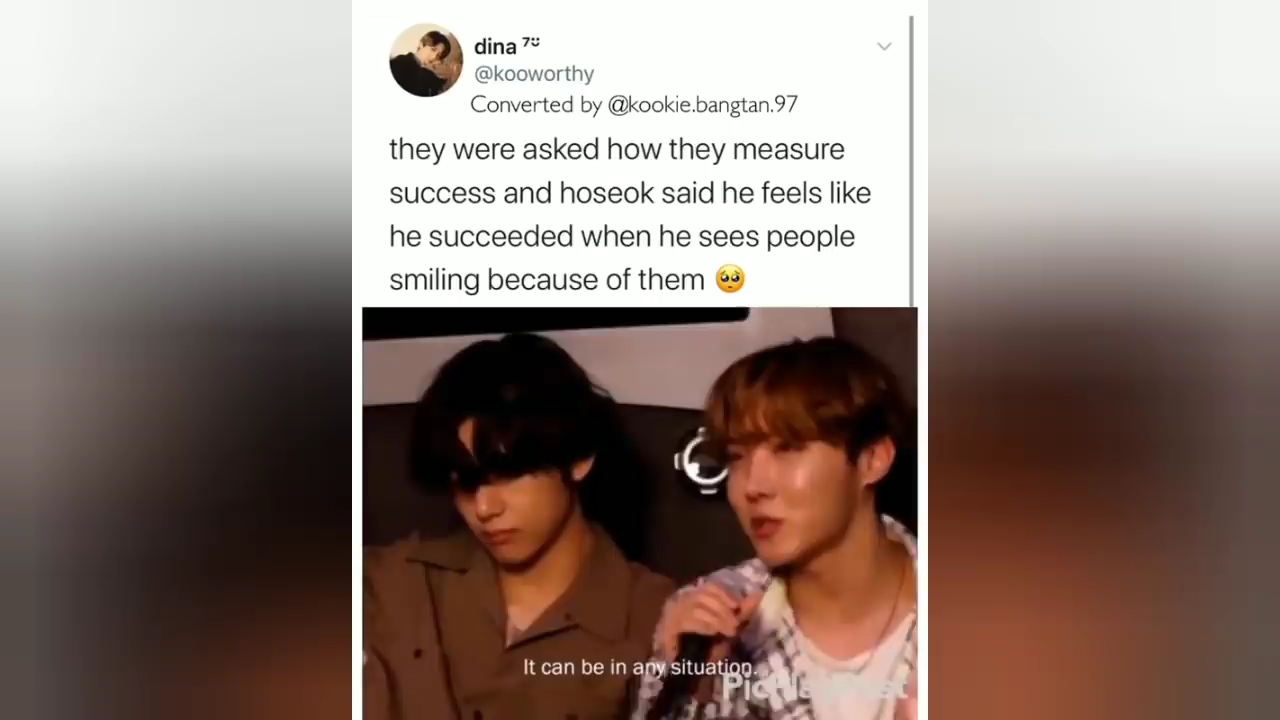 dina ⁷
@kooworthy
Converted by @kookie.bangtan.97
they were asked how they measure
success and hoseok said he feels like
he succeeded when he sees people
smiling because of them 🥺
It can be in any situation.